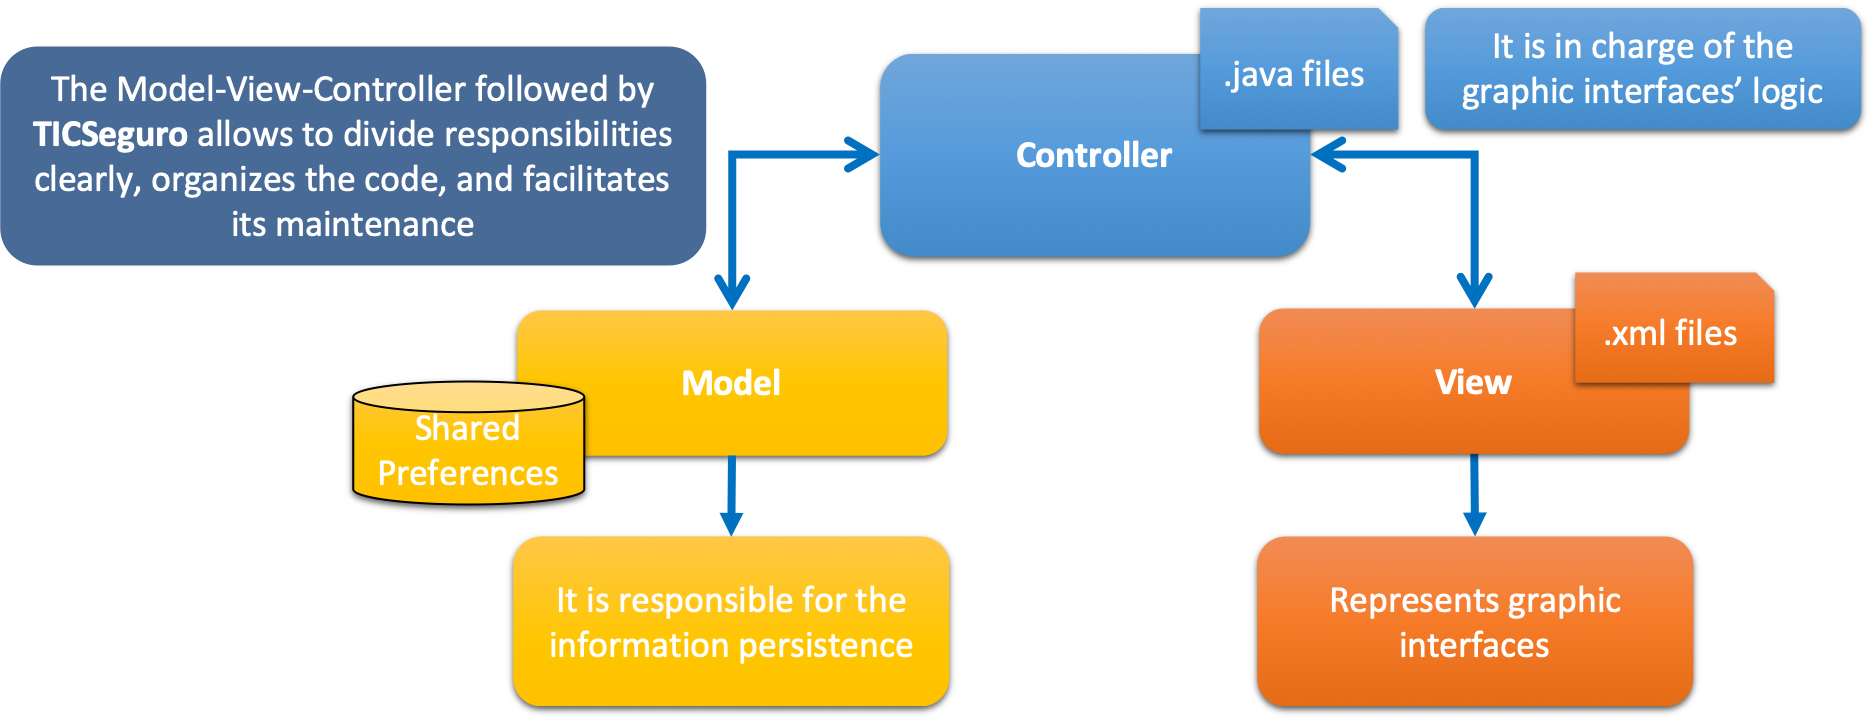 The Model-View-Controller followed by
TICSeguro allows to divide responsibilities
clearly, organizes the code, and facilitates
its maintenance
Controller
.java files
It is in charge of the
graphic interfaces’ logic
Model
Shared
Preferences
View
.xml files
It is responsible for the
information persistence
Represents graphic
interfaces